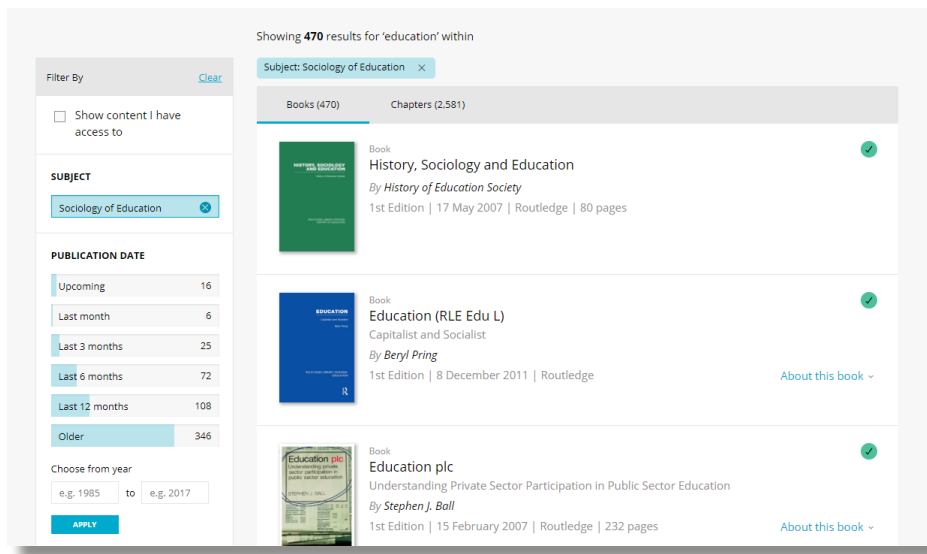 Showing 470 results for ‘education’ within
Subject: Sociology of Education ×
Filter By Clear
Show content I have
access to
SUBJECT
Sociology of Education
PUBLICATION DATE
Upcoming 16
Last month 6
Last 3 months 25
Last 6 months 72
Last 12 months 108
Older 346
Choose from year
e.g. 1985 to e.g. 2017
APPLY
Books (470) Chapters (2,581)
HISTORY, SOCIOLOGY
AND EDUCATION
Book
History, Sociology and Education
By History of Education Society
1st Edition | 17 May 2007 | Routledge | 80 pages
EDUCATION
Capitalist and Socialist
Beryl Pring
R
Book
Education (RLE Edu L)
Capitalist and Socialist
By Beryl Pring
1st Edition | 8 December 2011 | Routledge
About this book
Education plc
Understanding private
sector participation in
public sector education
STEPHEN J. BALL
Book
Education plc
Understanding Private Sector Participation in Public Sector Education
By Stephen J. Ball
1st Edition | 15 February 2007 | Routledge | 232 pages
About this book